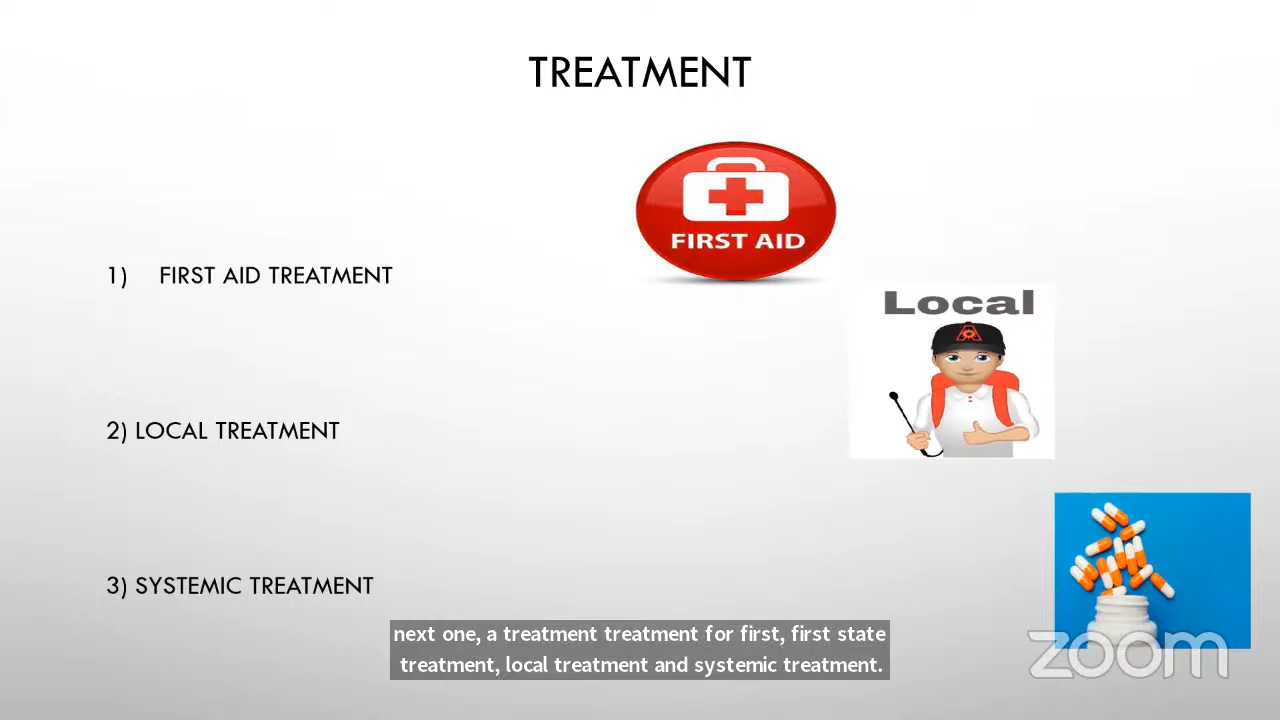 TREATMENT
FIRST AID
1) FIRST AID TREATMENT
Local
2) LOCAL TREATMENT
3) SYSTEMIC TREATMENT
next one, a treatment treatment for first, first state
treatment, local treatment and systemic treatment.
zoom